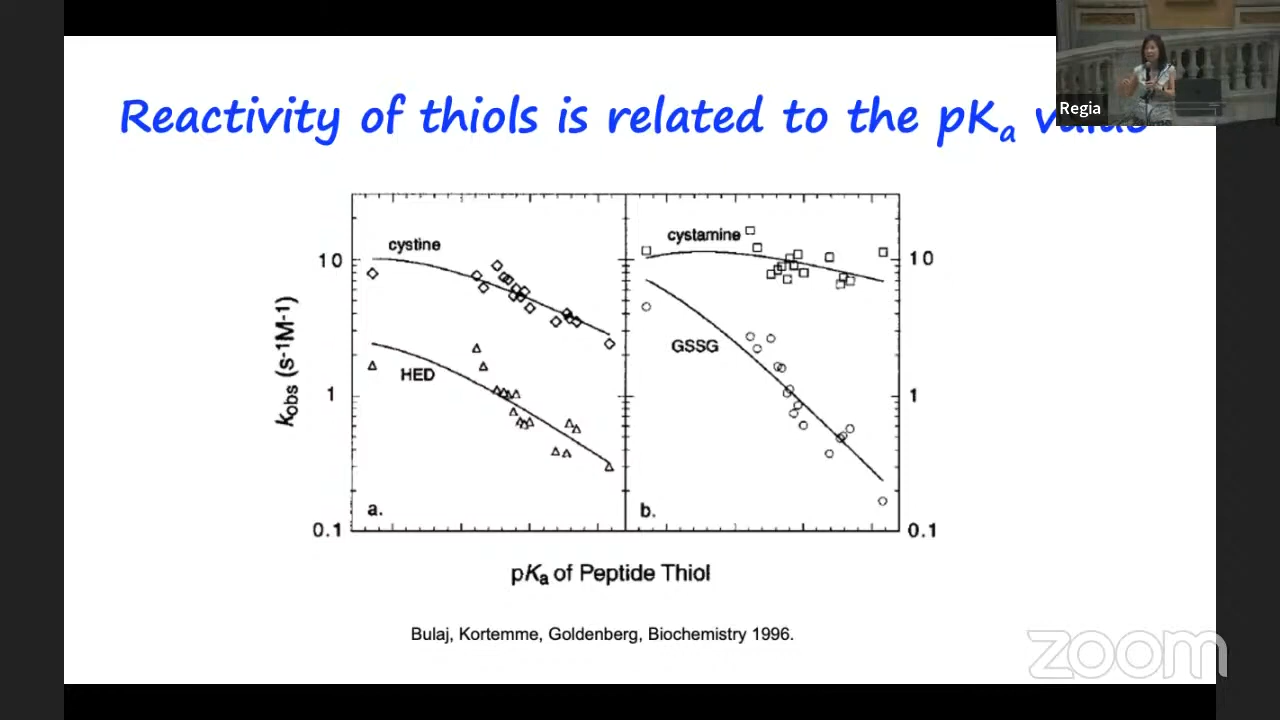 Regia
Reactivity of thiols is related to the pKa value
cystine
cystamine
10
10
HED
GSSG
kobs (s-1M-1)
1
1
a.
b.
0.1
0.1
pKa of Peptide Thiol
Bulaj, Kortemme, Goldenberg, Biochemistry 1996.
zoom